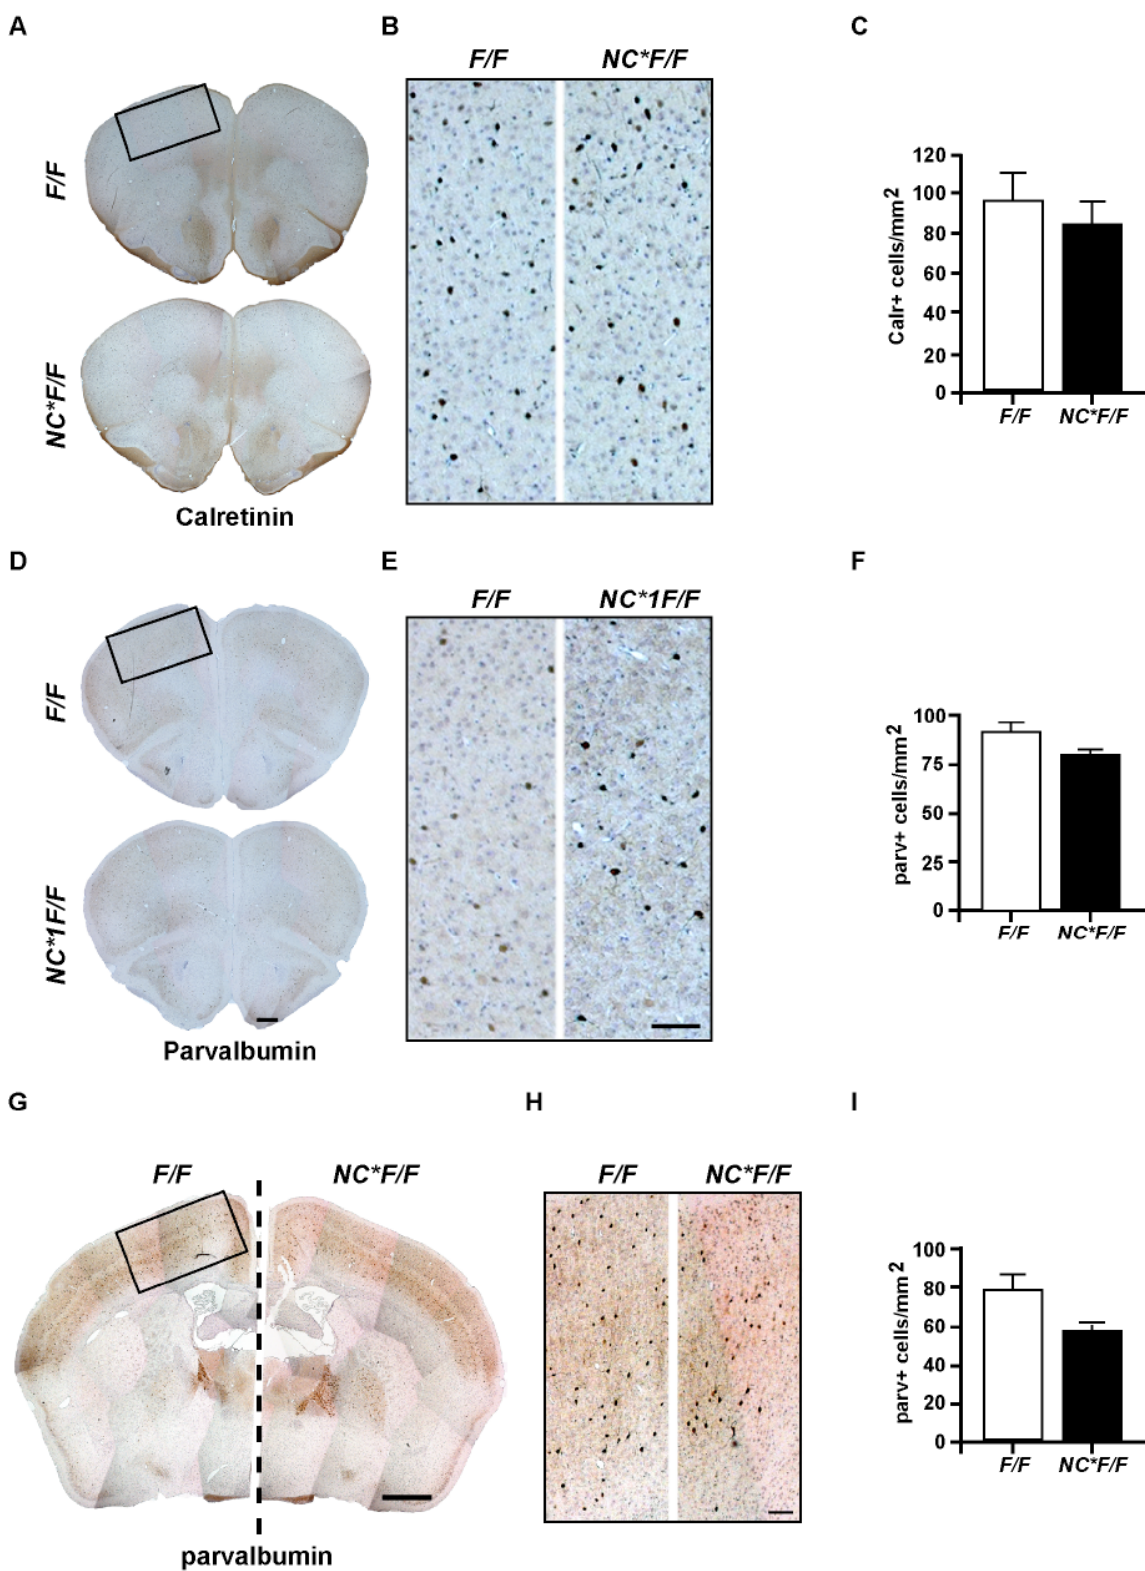 A
B
C
F/F
NC*F/F
F/F
NC*F/F
Calretinin
Calr+ cells/mm2
120
100
80
60
40
20
0
F/F
NC*F/F
D
E
F
F/F
NC*1F/F
F/F
NC*1F/F
Parvalbumin
parv+ cells/mm2
100
75
50
25
0
F/F
NC*F/F
G
H
I
F/F
NC*F/F
parvalbumin
F/F
NC*F/F
parv+ cells/mm2
100
80
60
40
20
0
F/F
NC*F/F